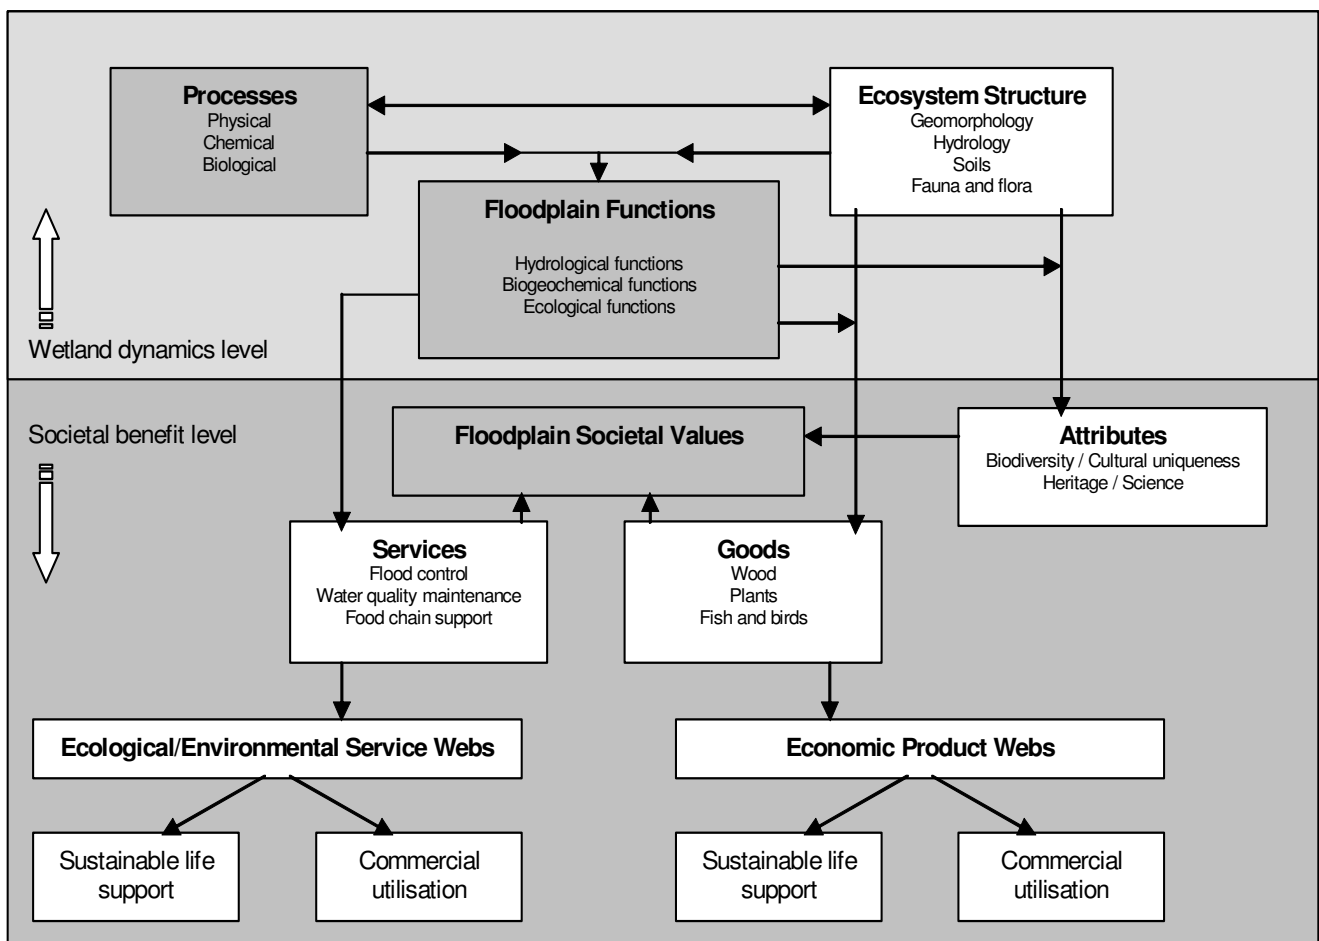 Processes
Physical
Chemical
Biological
Ecosystem Structure
Geomorphology
Hydrology
Soils
Fauna and flora
Floodplain Functions
Hydrological functions
Biogeochemical functions
Ecological functions
Wetland dynamics level
Societal benefit level
Floodplain Societal Values
Attributes
Biodiversity / Cultural uniqueness
Heritage / Science
Services
Flood control
Water quality maintenance
Food chain support
Goods
Wood
Plants
Fish and birds
Ecological/Environmental Service Webs
Economic Product Webs
Sustainable life
support
Commercial
utilisation
Sustainable life
support
Commercial
utilisation